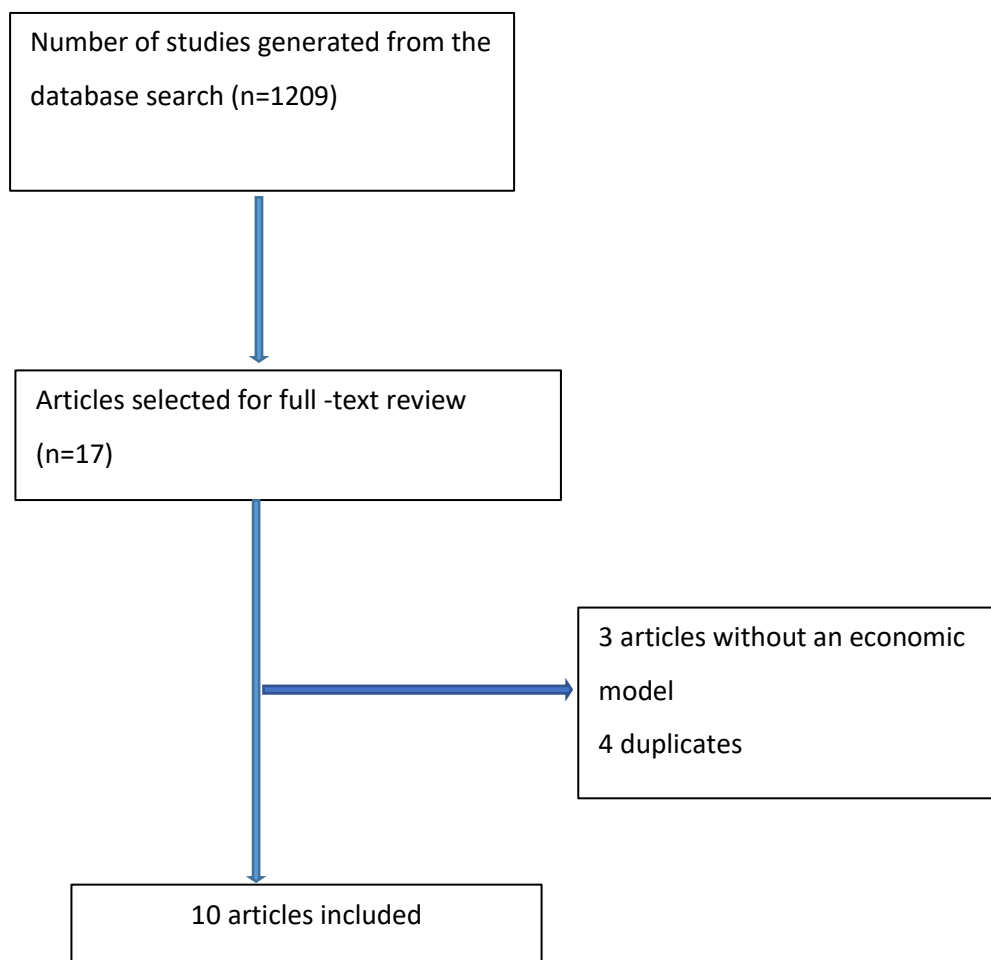 Number of studies generated from the
database search (n=1209)
Articles selected for full -text review
(n=17)
3 articles without an economic
model
4 duplicates
10 articles included